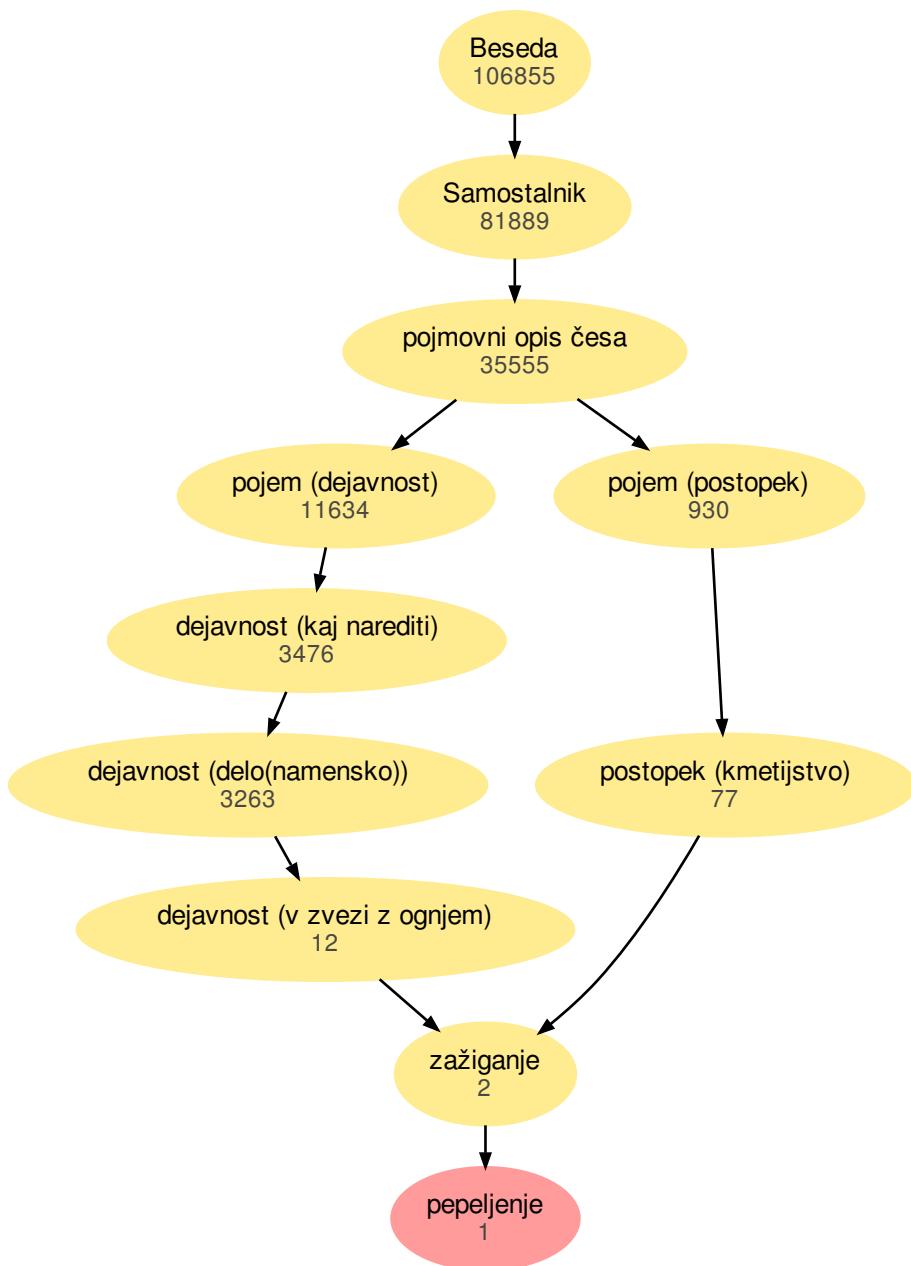 Beseda
106855
Samostalnik
81889
pojmovni opis česa
35555
pojem (dejavnost)
11634
pojem (postopek)
930
dejavnost (kaj narediti)
3476
dejavnost (delo(namensko))
3263
postopek (kmetijstvo)
77
dejavnost (v zvezi z ognjem)
12
zažiganje
2
pepeljenje
1